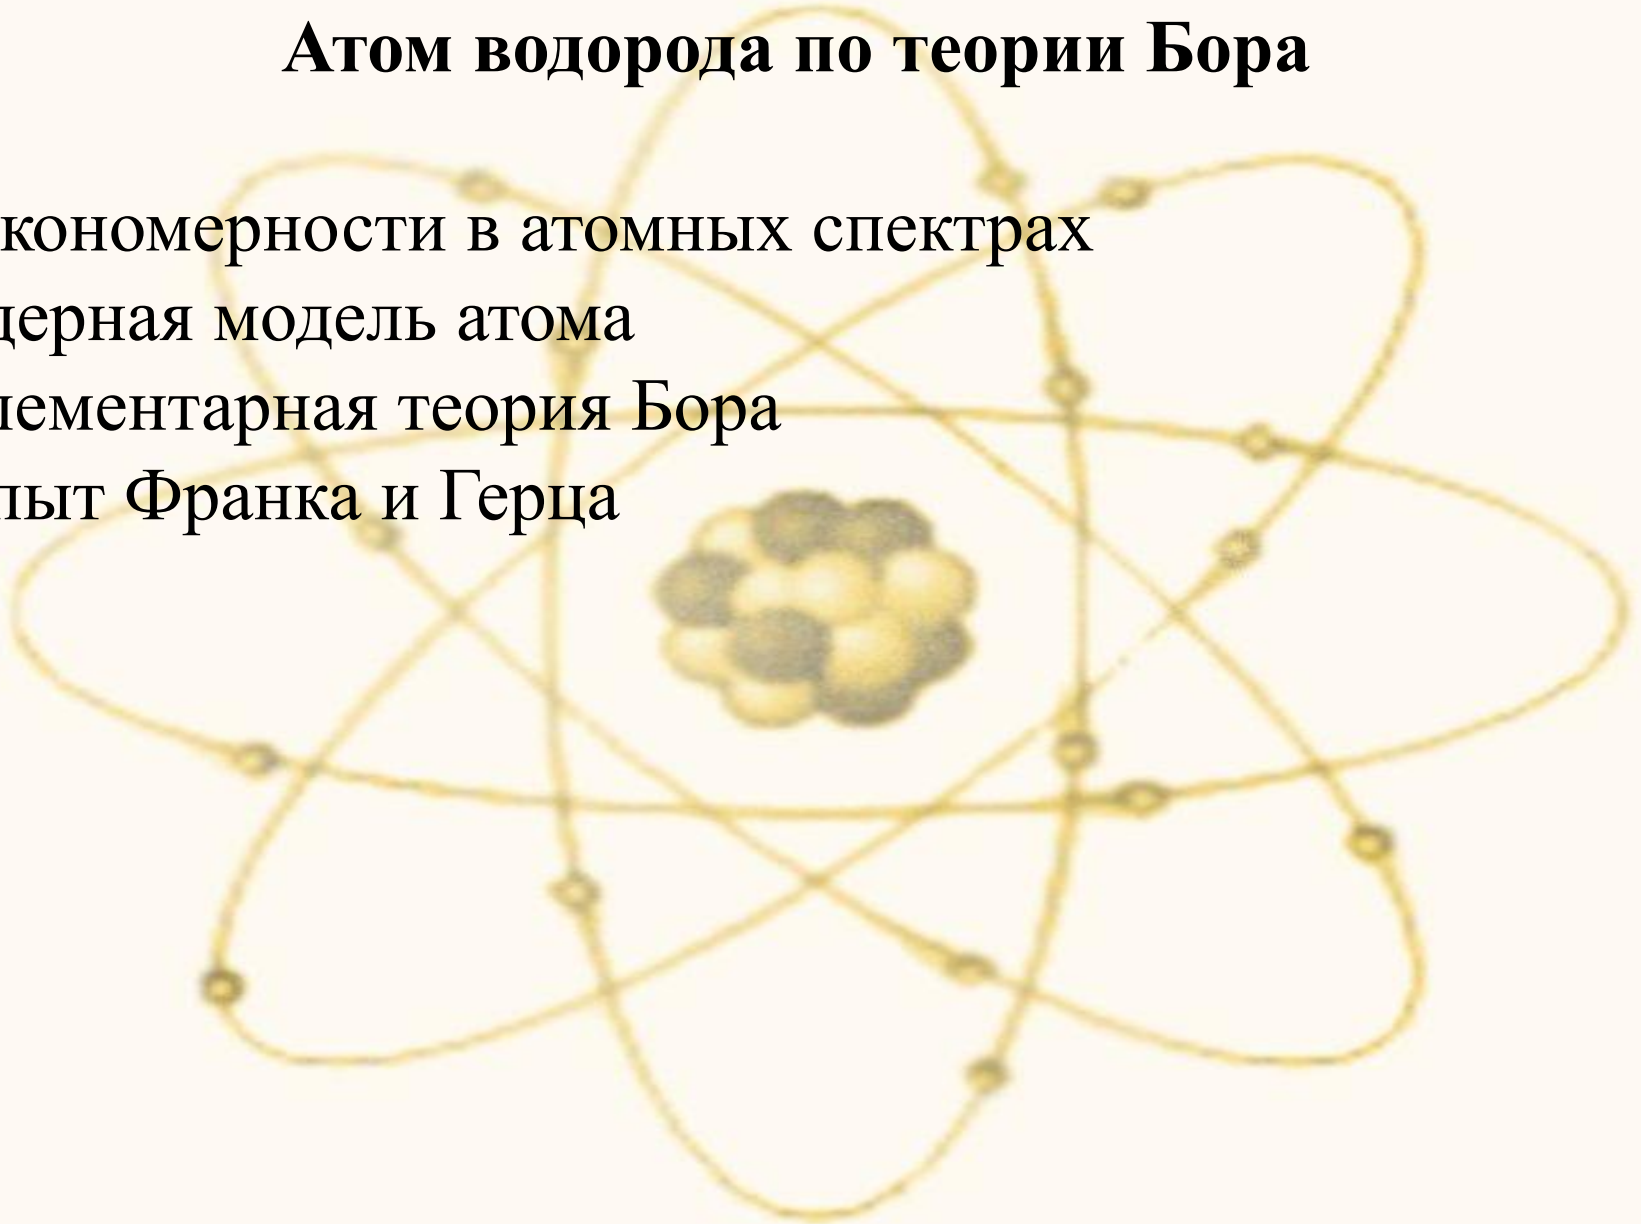 Атом водорода по теории Бора
кономерности в атомных спектрах
дерная модель атома
лементарная теория Бора
пыт Франка и Герца